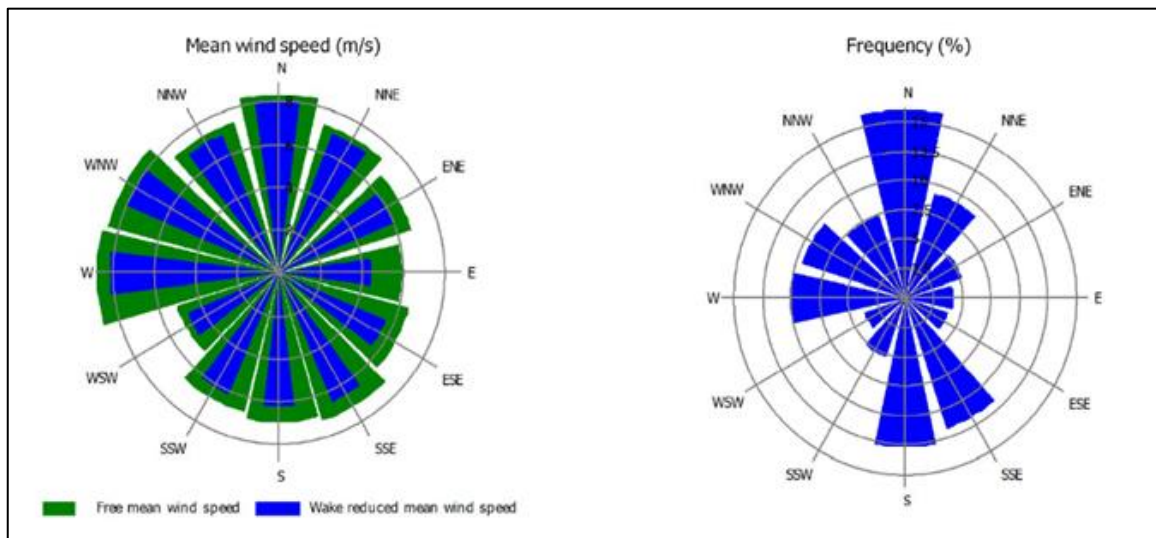 Mean wind speed (m/s)
N
NNE
ENE
E
ESE
SSE
S
SSW
WSW
W
WNW
NNW
8
Free mean wind speed
Wake reduced mean wind speed
Frequency (%)
N
NNE
ENE
E
ESE
SSE
S
SSW
WSW
W
WNW
NNW